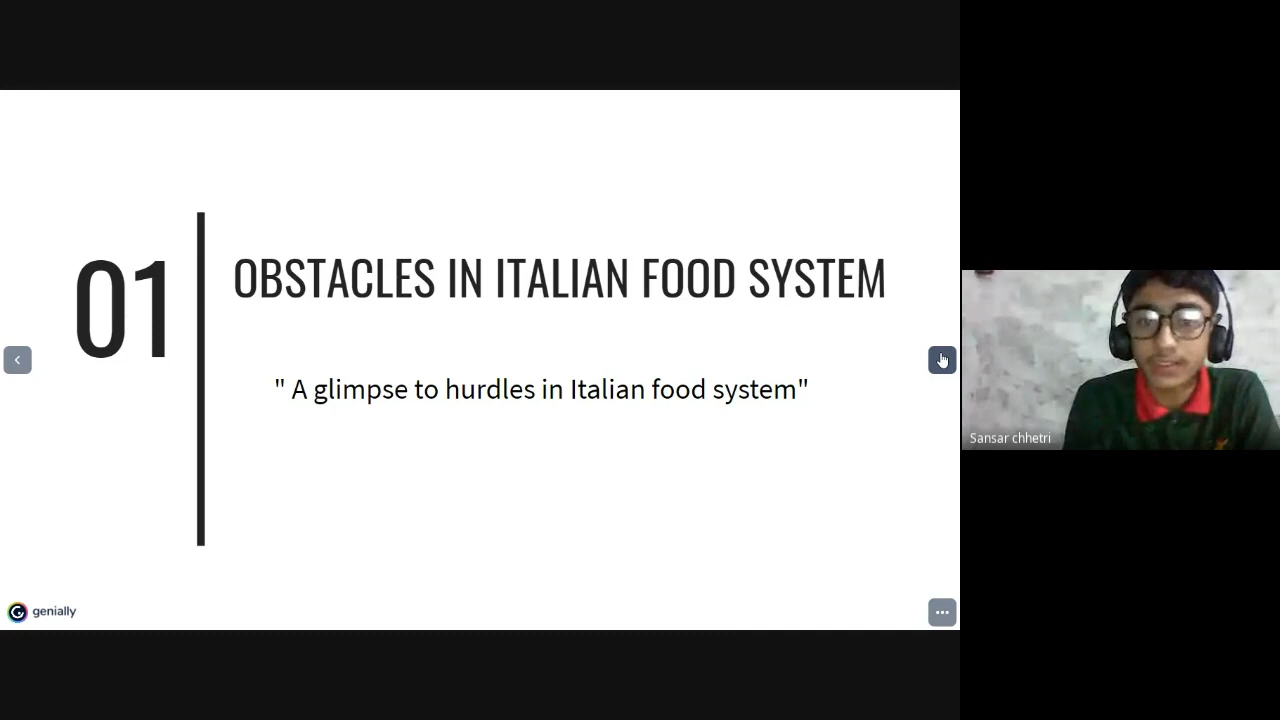 01
OBSTACLES IN ITALIAN FOOD SYSTEM
" A glimpse to hurdles in Italian food system"
genially
Sansar chhetri